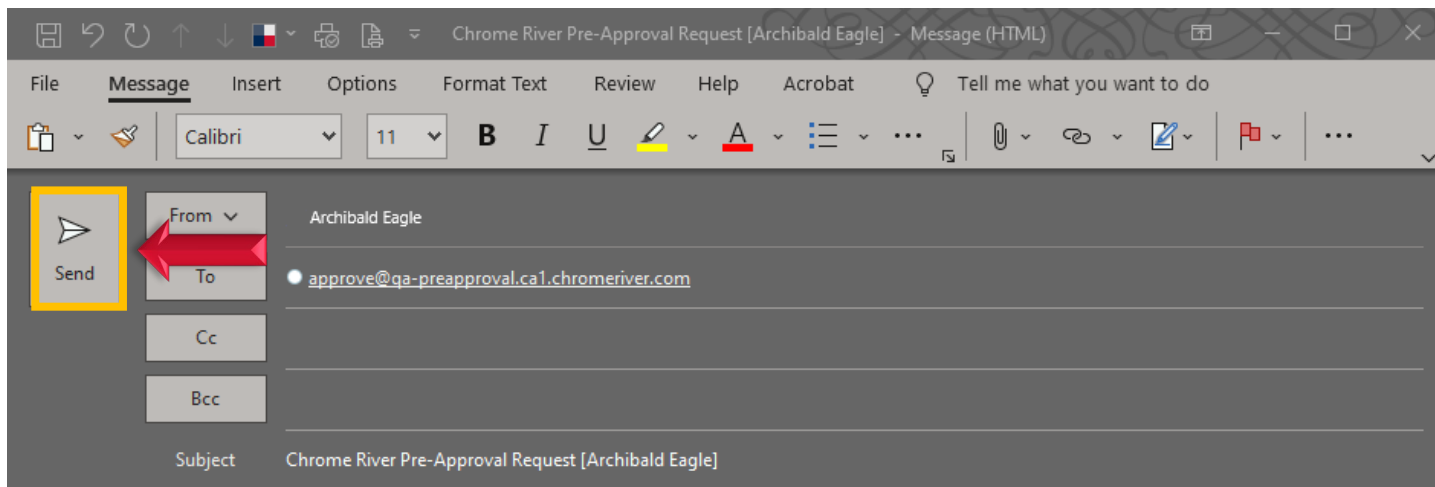 Chrome River Pre-Approval Request [Archibald Eagle] - Message (HTML)
File Message Insert Options Format Text Review Help Acrobat Tell me what you want to do
Calibri 11 B I U A
From Archibald Eagle
Send To approve@qa-preapproval.ca1.chromeriver.com
Cc
Bcc
Subject Chrome River Pre-Approval Request [Archibald Eagle]